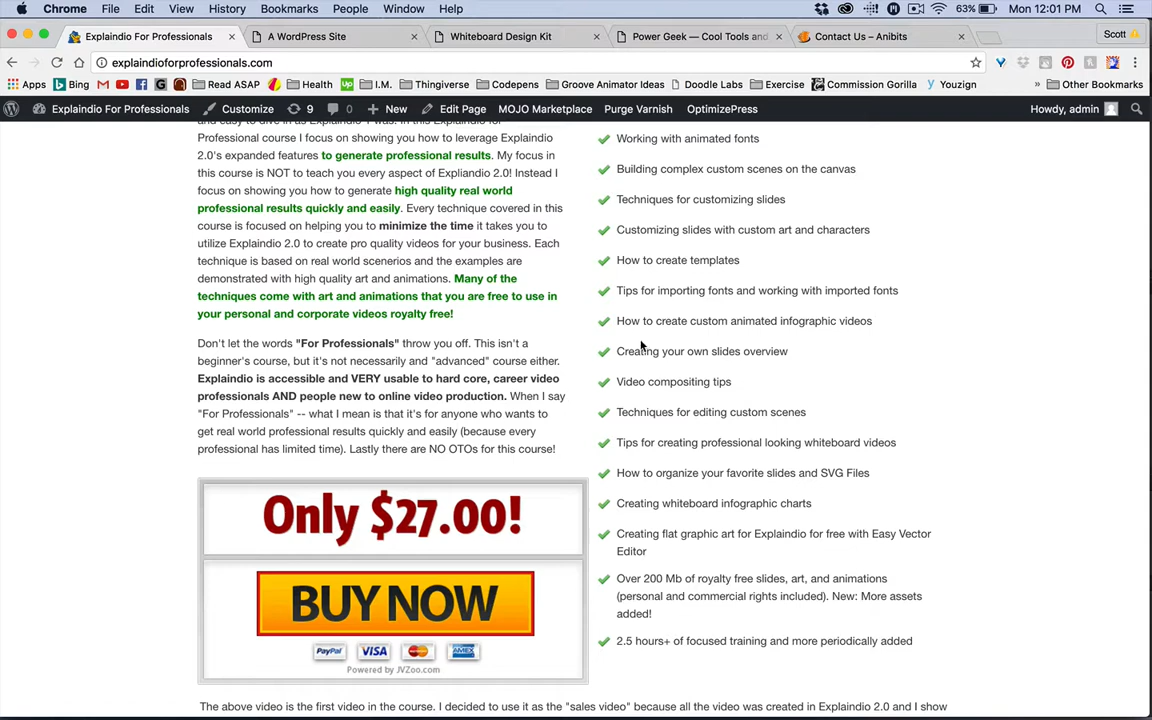 Chrome File Edit View History Bookmarks People Window Help 63% Mon 12:01 PM
Explaindio For Professionals A WordPress Site Whiteboard Design Kit Power Geek — Cool Tools and Contact Us – Anibits Scott
explaindioforprofessionals.com
Apps Bing Read ASAP Health I.M. Thingiverse Codepens Groove Animator Ideas Doodle Labs Exercise Commission Gorilla Youzign » Other Bookmarks
Explaindio For Professionals Customize 9 0 New Edit Page MOJO Marketplace Purge Varnish OptimizePress Howdy, admin
and easy to dive in as Explaindio 1 was. In this Explaindio for
Professional course I focus on showing you how to leverage Explaindio
2.0's expanded features to generate professional results. My focus
in this course is NOT to teach you every aspect of Expliandio 2.0! Instead I
focus on showing you how to generate high quality real world
professional results quickly and easily. Every technique covered in this
course is focused on helping you to minimize the time it takes you to
utilize Explaindio 2.0 to create pro quality videos for your business. Each
technique is based on real world scenerios and the examples are
demonstrated with high quality art and animations. Many of the
techniques come with art and animations that you are free to use in
your personal and corporate videos royalty free!
Don't let the words "For Professionals" throw you off. This isn't a
beginner's course, but it's not necessarily and "advanced" course either.
Explaindio is accessible and VERY usable to hard core, career video
professionals AND people new to online video production. When I say
"For Professionals" -- what I mean is that it's for anyone who wants to
get real world professional results quickly and easily (because every
professional has limited time). Lastly there are NO OTOs for this course!
Only $27.00!
BUY NOW
PayPal VISA MasterCard AMEX
Powered by JVZoo.com
Working with animated fonts
Building complex custom scenes on the canvas
Techniques for customizing slides
Customizing slides with custom art and characters
How to create templates
Tips for importing fonts and working with imported fonts
How to create custom animated infographic videos
Creating your own slides overview
Video compositing tips
Techniques for editing custom scenes
Tips for creating professional looking whiteboard videos
How to organize your favorite slides and SVG Files
Creating whiteboard infographic charts
Creating flat graphic art for Explaindio for free with Easy Vector
Editor
Over 200 Mb of royalty free slides, art, and animations
(personal and commercial rights included). New: More assets
added!
2.5 hours+ of focused training and more periodically added
The above video is the first video in the course. I decided to use it as the "sales video" because all the video was created in Explaindio 2.0 and I show